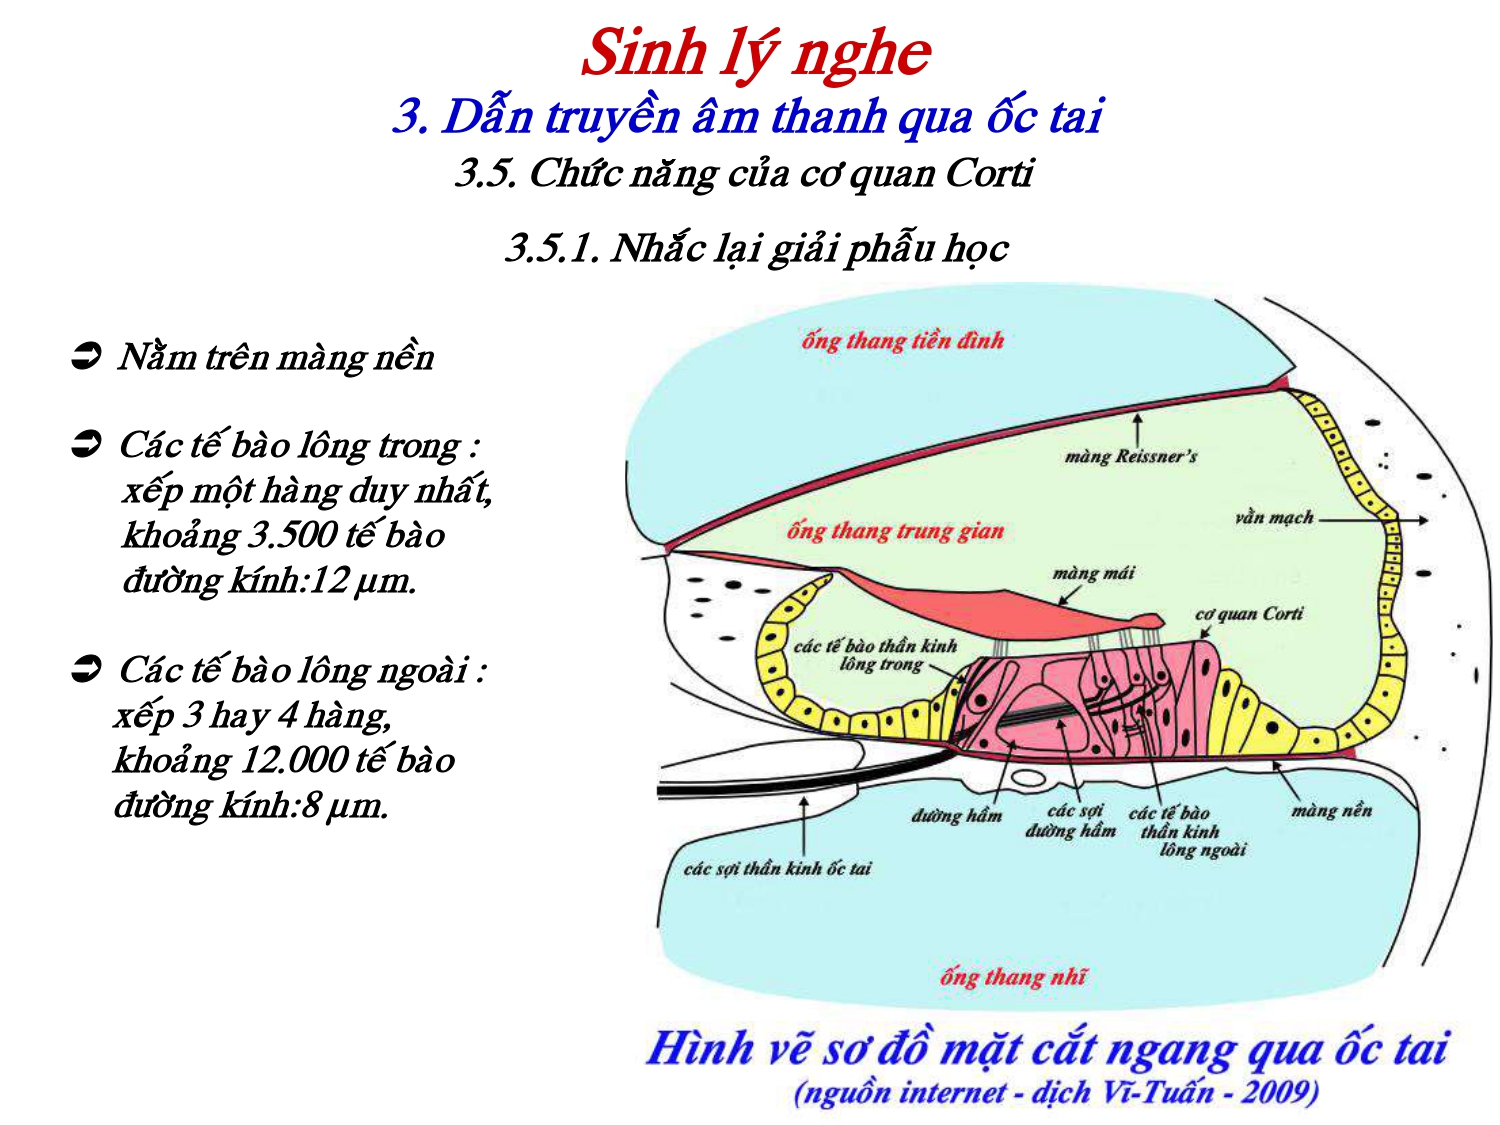 Sinh lý nghe
3. Dẫn truyền âm thanh qua ốc tai
3.5. Chức năng của cơ quan Corti
3.5.1. Nhắc lại giải phẫu học
➲ Nằm trên màng nền
➲ Các tế bào lông trong :
xếp một hàng duy nhất,
khoảng 3.500 tế bào
đường kính:12 µm.
➲ Các tế bào lông ngoài :
xếp 3 hay 4 hàng,
khoảng 12.000 tế bào
đường kính:8 µm.
ống thang tiền đình
màng Reissner's
vằn mạch
ống thang trung gian
màng mái
cơ quan Corti
các tế bào thần kinh
lông trong
đường hầm
các sợi
đường hầm
các tế bào
thần kinh
lông ngoài
màng nền
các sợi thần kinh ốc tai
ống thang nhĩ
Hình vẽ sơ đồ mặt cắt ngang qua ốc tai
(nguồn internet - dịch Vĩ-Tuấn - 2009)